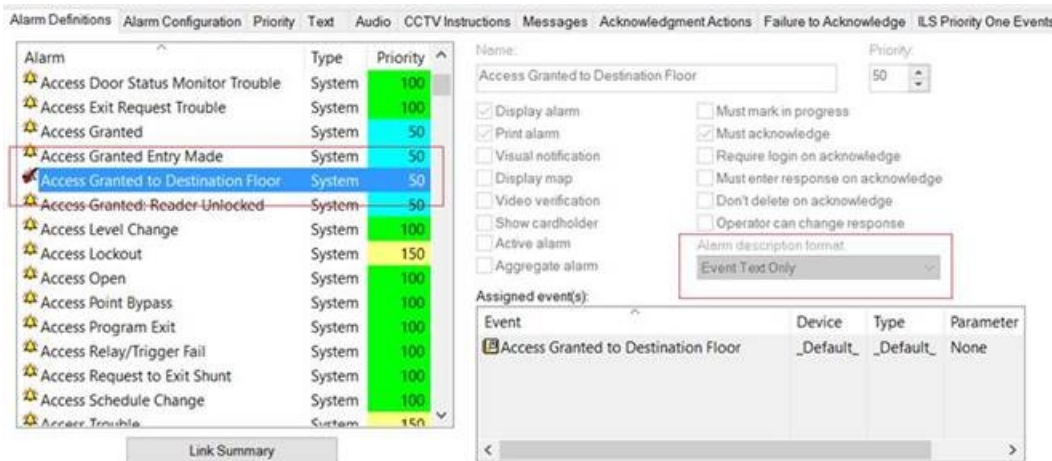 Alarm Definitions Alarm Configuration Priority Text Audio CCTV Instructions Messages Acknowledgment Actions Failure to Acknowledge ILS Priority One Events
Alarm Type Priority
Access Door Status Monitor Trouble System 100
Access Exit Request Trouble System 100
Access Granted System 50
Access Granted Entry Made System 50
Access Granted to Destination Floor System 50
Access Granted: Reader Unlocked System 50
Access Level Change System 100
Access Lockout System 150
Access Open System 100
Access Point Bypass System 100
Access Program Exit System 100
Access Relay/Trigger Fail System 100
Access Request to Exit Shunt System 100
Access Schedule Change System 100
Access Trouble System 150
Link Summary
Name: Priority:
Access Granted to Destination Floor 50
Display alarm Must mark in progress
Print alarm Must acknowledge
Visual notification Require login on acknowledge
Display map Must enter response on acknowledge
Video verification Don't delete on acknowledge
Show cardholder Operator can change response
Active alarm Alarm description format:
Aggregate alarm Event Text Only
Assigned event(s):
Event Device Type Parameter
Access Granted to Destination Floor _Default_ _Default_ None